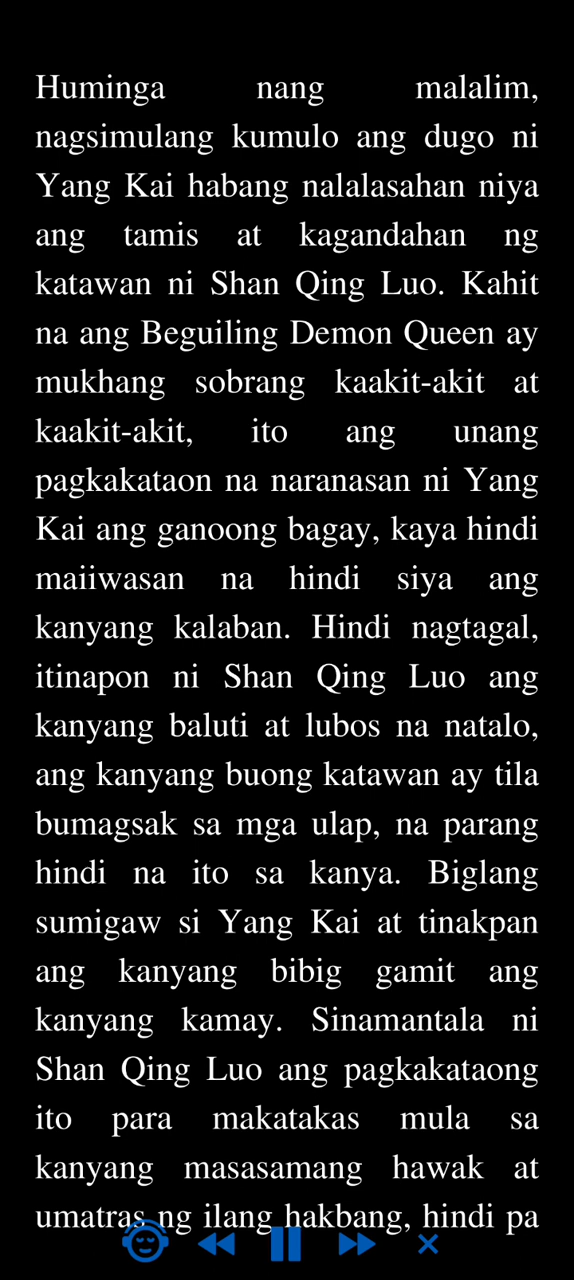 Huminga nang malalim,
nagsimulang kumulo ang dugo ni
Yang Kai habang nalalasahan niya
ang tamis at kagandahan ng
katawan ni Shan Qing Luo. Kahit
na ang Beguiling Demon Queen ay
mukhang sobrang kaakit-akit at
kaakit-akit, ito ang unang
pagkakataon na naranasan ni Yang
Kai ang ganoong bagay, kaya hindi
maiiwasan na hindi siya ang
kanyang kalaban. Hindi nagtagal,
itinapon ni Shan Qing Luo ang
kanyang baluti at lubos na natalo,
ang kanyang buong katawan ay tila
bumagsak sa mga ulap, na parang
hindi na ito sa kanya. Biglang
sumigaw si Yang Kai at tinakpan
ang kanyang bibig gamit ang
kanyang kamay. Sinamantala ni
Shan Qing Luo ang pagkakataong
ito para makatakas mula sa
kanyang masasamang hawak at
umatras ng ilang hakbang, hindi pa